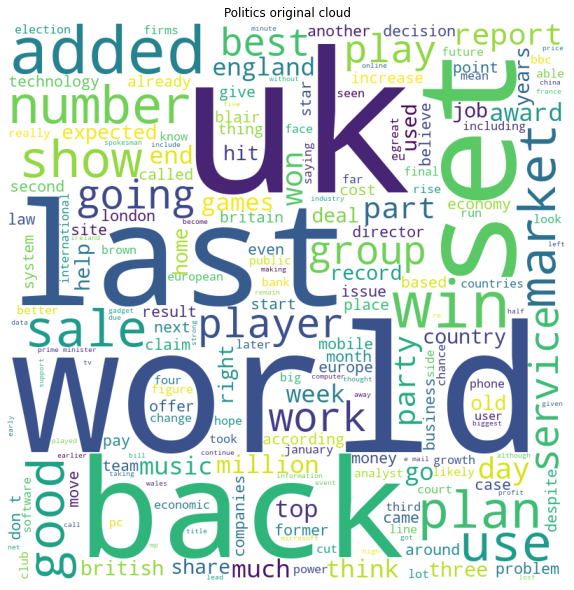 Politics original cloud
election
firms
minute
another
decision
bbc
price
added
best
play
report
technology
already
england
increase
future
able
china
number
give
star
seen
point
mean
years
online
france
without
really
expected
blair
thing
uk
used
job
award
five
face
great
believe
including
set
show
end
hit
saying
know
spokesman
include
second
called
won
far
final
rise
economy
market
going
games
cost
industry
run
look
law
london
britain
deal
part
become
site
director
international
ireland
left
system
help
brown
home
last
even
group
countries
european
public
making
record
based
win
better
bank
issue
re
data
gadget
due
remain
start
place
half
result
next
strong
claim
sale
player
later
mobile
month
europe
country
side
chance
prime minister
tv
right
big
computer
thought
party
business
phone
service
support
four
figure
week
away
user
given
world
offer
change
hope
work
old
biggest
early
played
pay
took
according
january
money
growth
although
e mail
earlier
bill
continue
team
music
million
analyst
go
likely
day
good
move
taking
wales
information
event
court
case
profit
despite
don t
software
companies
back
top
former
third
came
plan
use
call
pc
economic
title
microsoft
high
got
line
net
club
mp
cut
around
british
share
lead
much
power
think
lot
three
problem
lost